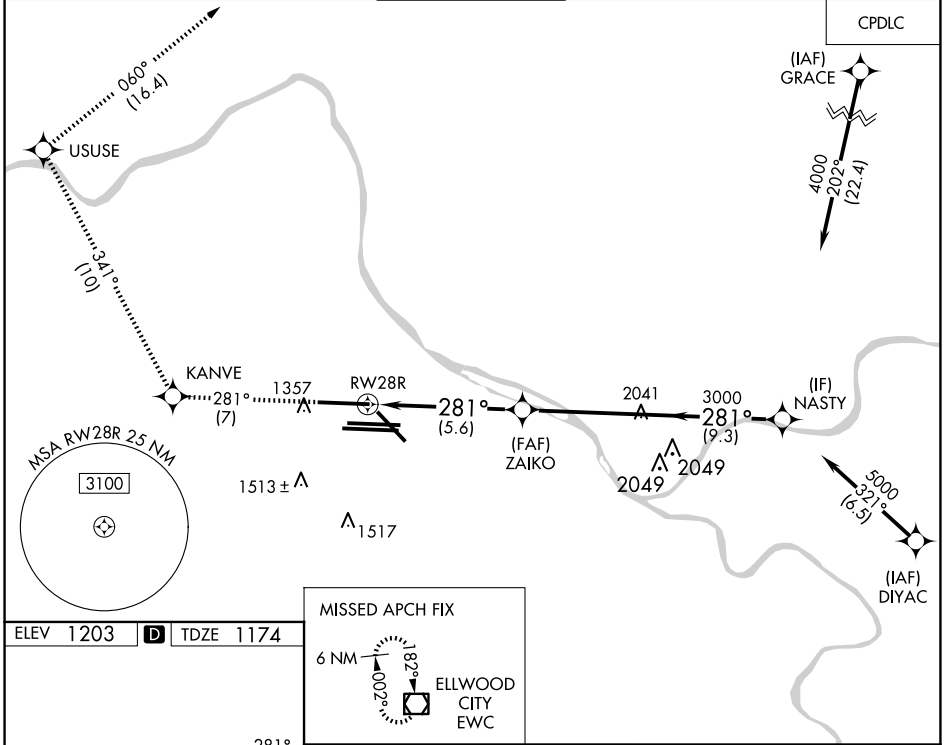 CPDLC
(IAF)
GRACE
060°
(16.4)
USUSE
4000
202°
(22.4)
341°
(10)
KANVE
281°
(7)
1357
RW28R
281°
(5.6)
(FAF)
ZAIKO
2041
3000
281°
(9.3)
(IF)
NASTY
2049
2049
MSA RW28R 25 NM
3100
1513 ±
1517
5000
321°
(6.5)
(IAF)
DIYAC
ELEV 1203 D TDZE 1174
MISSED APCH FIX
6 NM
182°
002°
ELLWOOD
CITY
EWC
281°